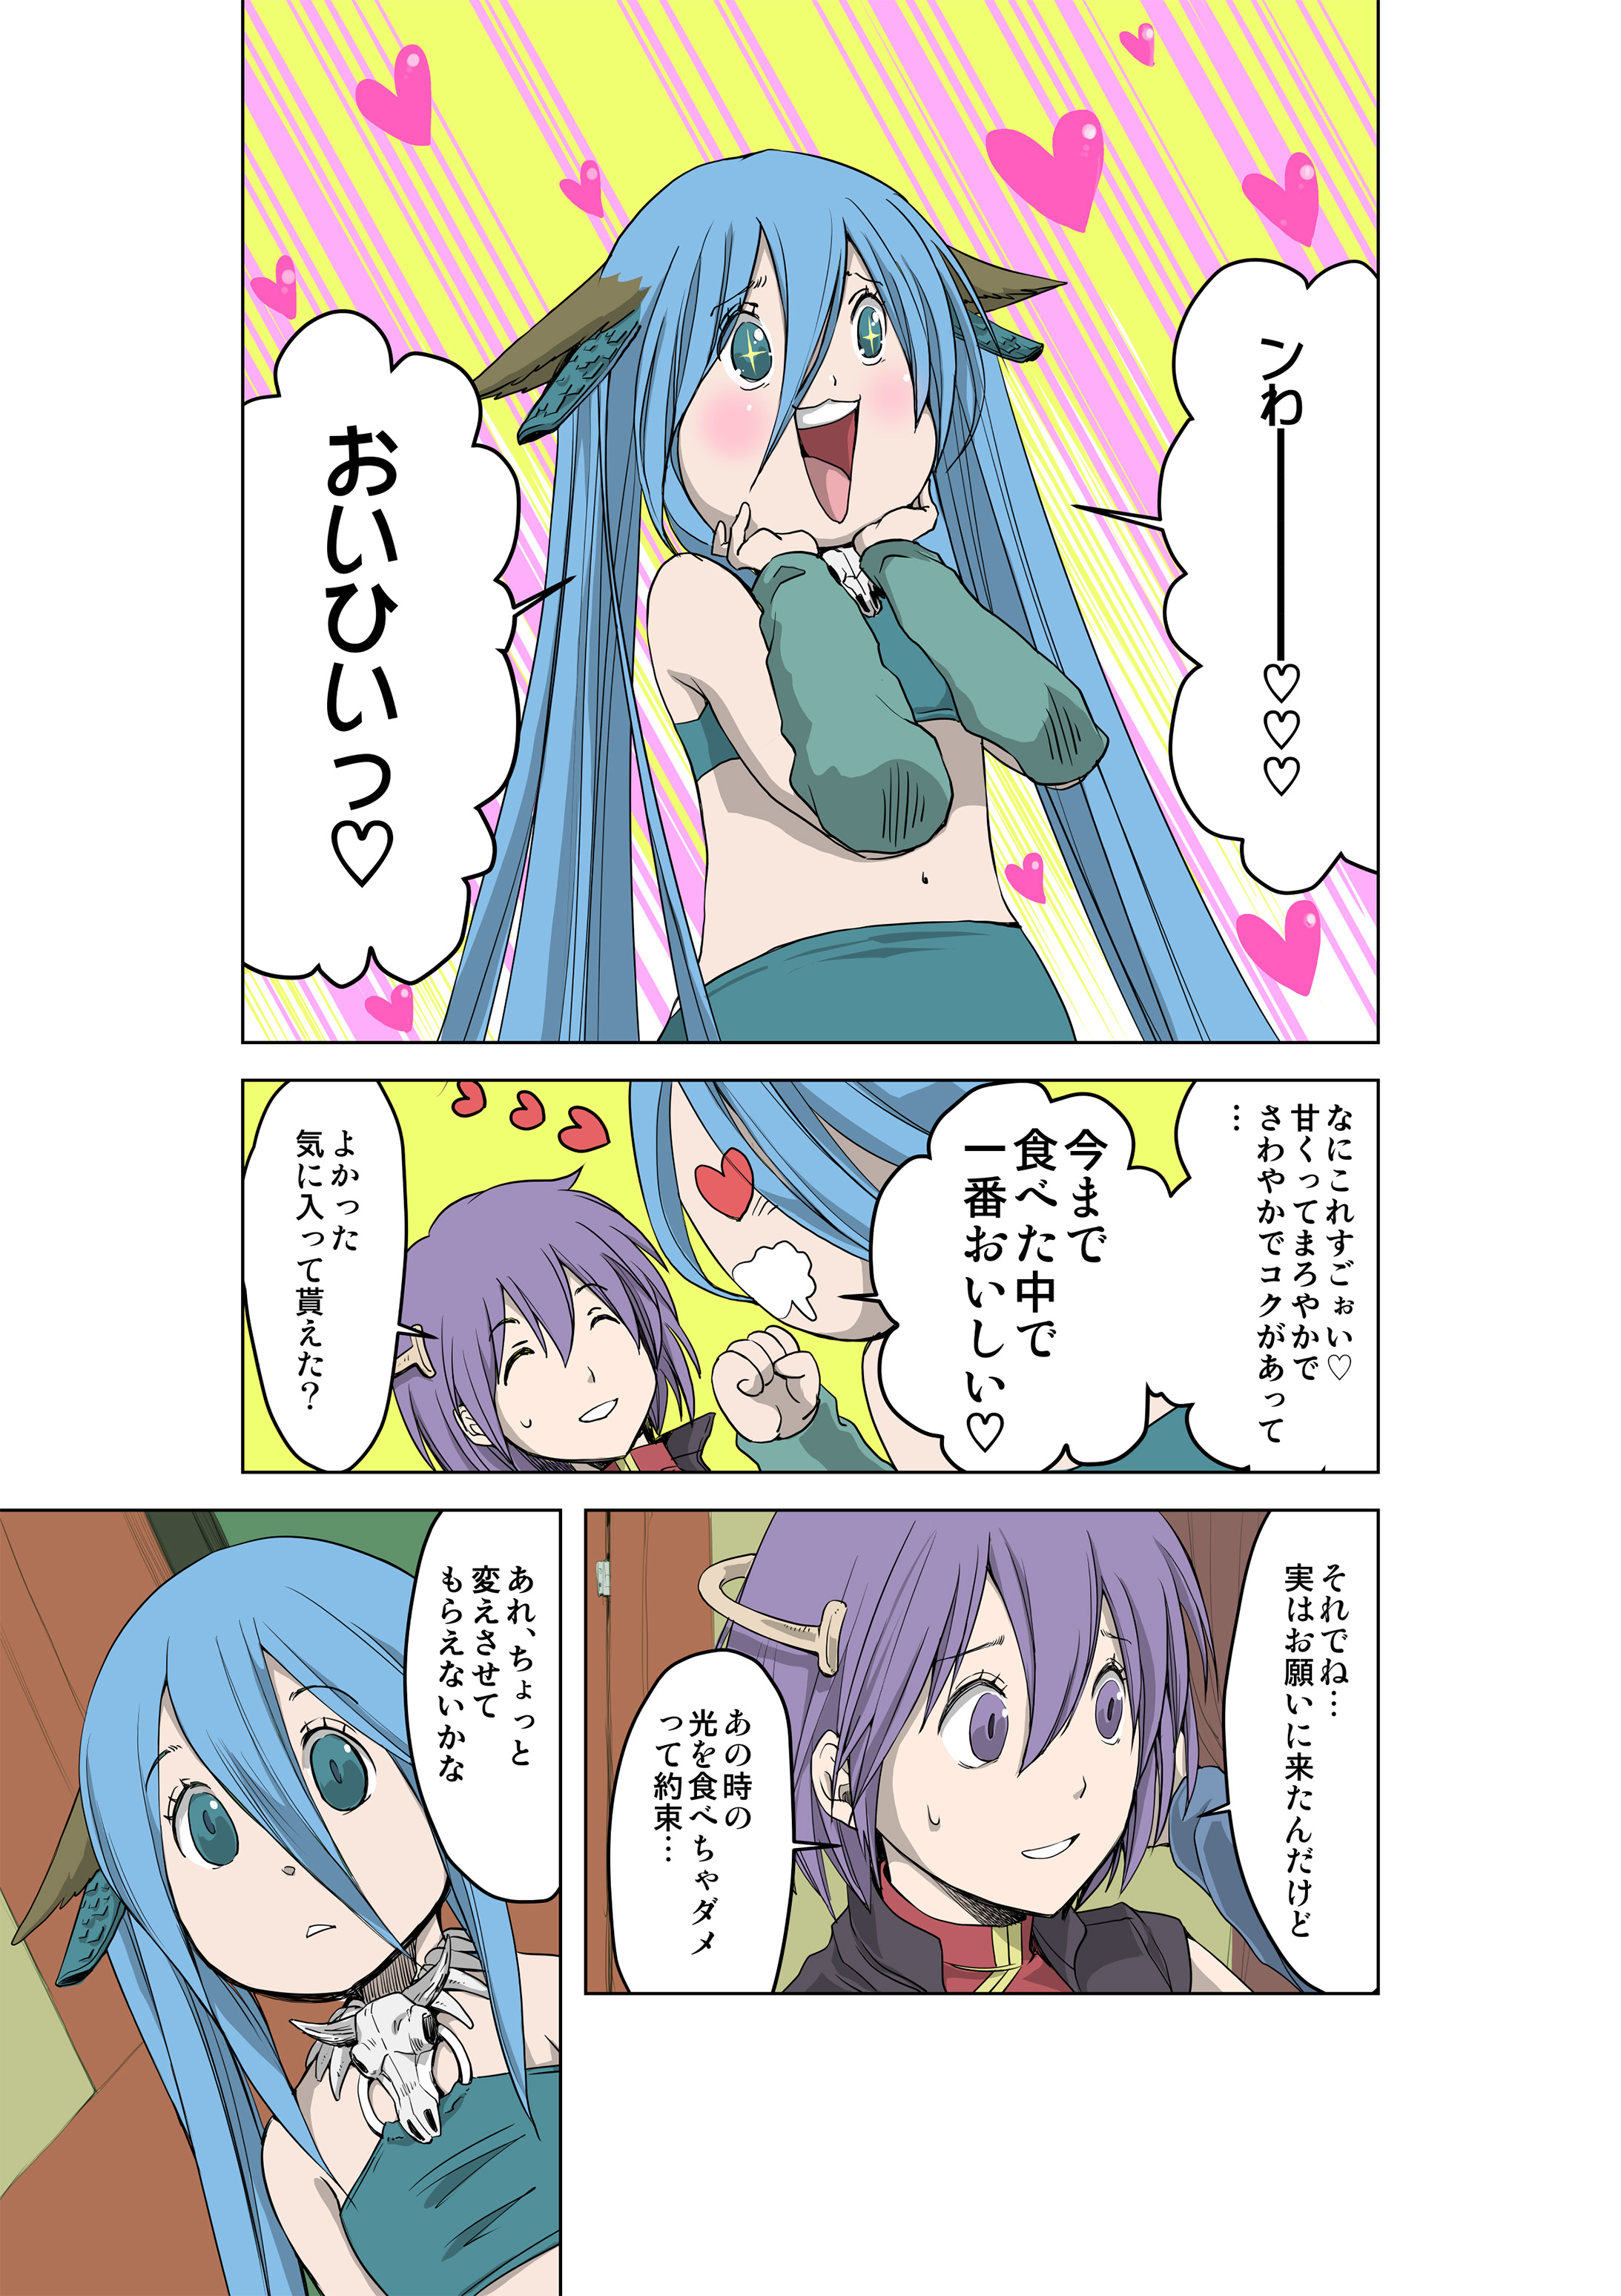 ンわ━━━♡♡♡
おいひいっ♡
なにこれすごぉい♡
甘くってまろやかで
さわやかでコクがあって
…
今まで
食べた中で
一番おいしい♡
よかった
気に入って貰えた？
それでね…
実はお願いに来たんだけど
あの時の
光を食べちゃダメ
って約束…
あれ、ちょっと
変えさせて
もらえないかな